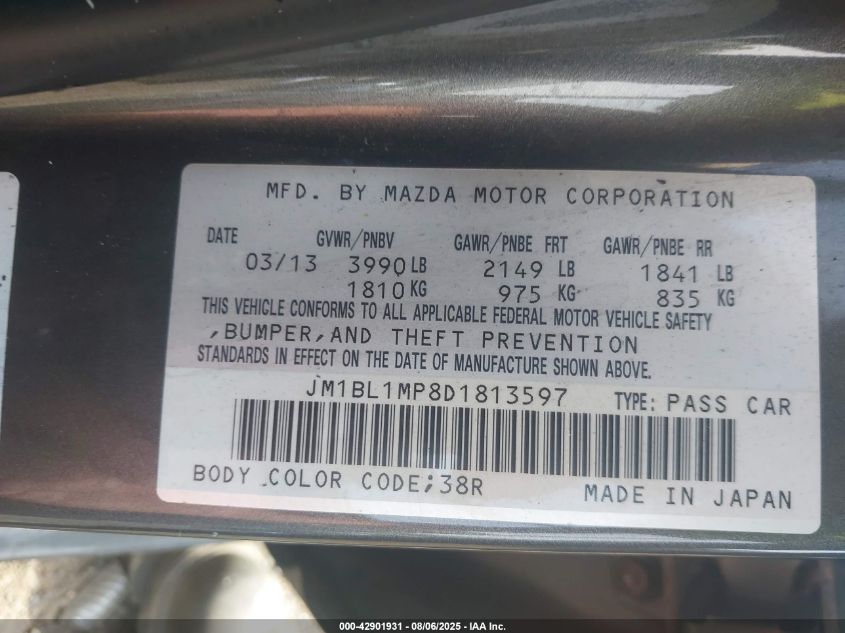 MFD. BY MAZDA MOTOR CORPORATION
DATE GVWR/PNBV GAWR/PNBE FRT GAWR/PNBE RR
03/13 3990 LB 2149 LB 1841 LB
1810 KG 975 KG 835 KG
THIS VEHICLE CONFORMS TO ALL APPLICABLE FEDERAL MOTOR VEHICLE SAFETY
,BUMPER,AND THEFT PREVENTION
STANDARDS IN EFFECT ON THE DATE OF MANUFACTURE SHOWN ABOVE.
JM1BL1MP8D1813597 TYPE: PASS CAR
BODY COLOR CODE;38R MADE IN JAPAN
000-42901931 - 08/06/2025 - IAA Inc.